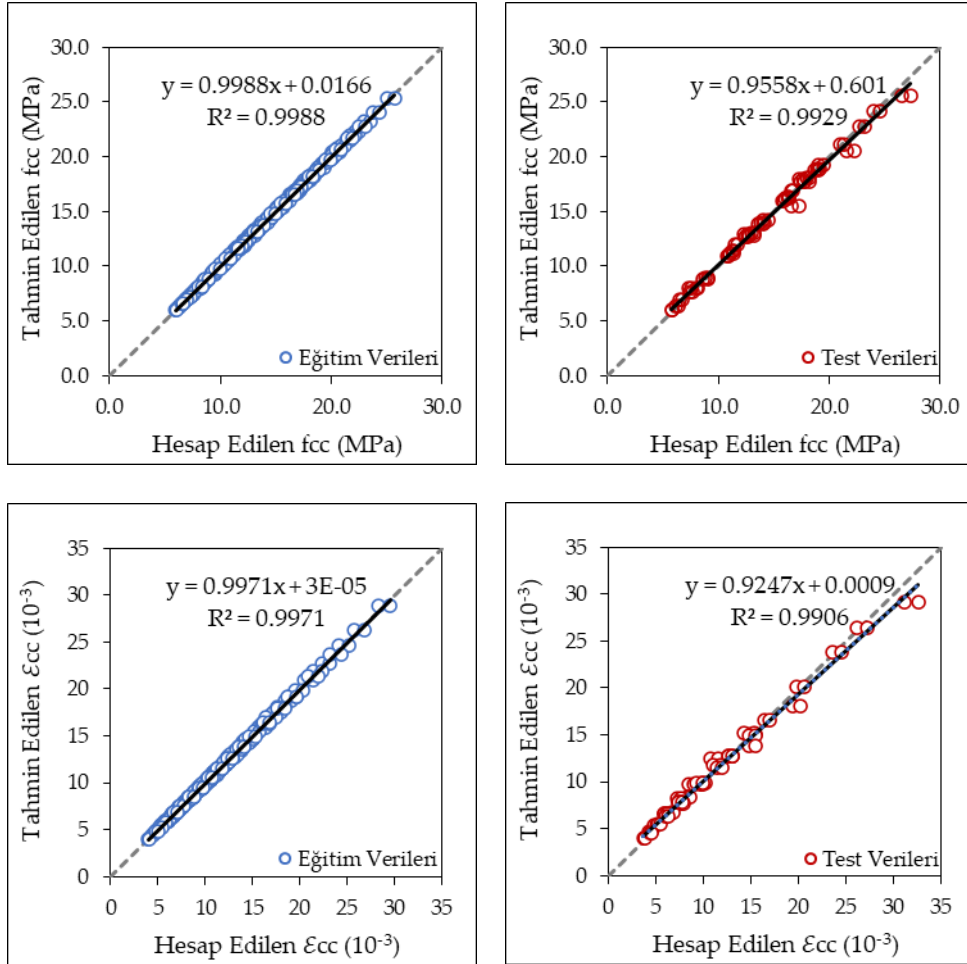 Tahmin Edilen fcc (MPa)
30.0
25.0
20.0
15.0
10.0
5.0
0.0
y = 0.9988x + 0.0166
R² = 0.9988
Eğitim Verileri
0.0 10.0 20.0 30.0
Hesap Edilen fcc (MPa)
Tahmin Edilen fcc (MPa)
30.0
25.0
20.0
15.0
10.0
5.0
0.0
y = 0.9558x + 0.601
R² = 0.9929
Test Verileri
0.0 10.0 20.0 30.0
Hesap Edilen fcc (MPa)
Tahmin Edilen Ɛcc (10⁻³)
35
30
25
20
15
10
5
0
y = 0.9971x + 3E-05
R² = 0.9971
Eğitim Verileri
0 5 10 15 20 25 30 35
Hesap Edilen Ɛcc (10⁻³)
Tahmin Edilen Ɛcc (10⁻³)
35
30
25
20
15
10
5
0
y = 0.9247x + 0.0009
R² = 0.9906
Test Verileri
0 5 10 15 20 25 30 35
Hesap Edilen Ɛcc (10⁻³)